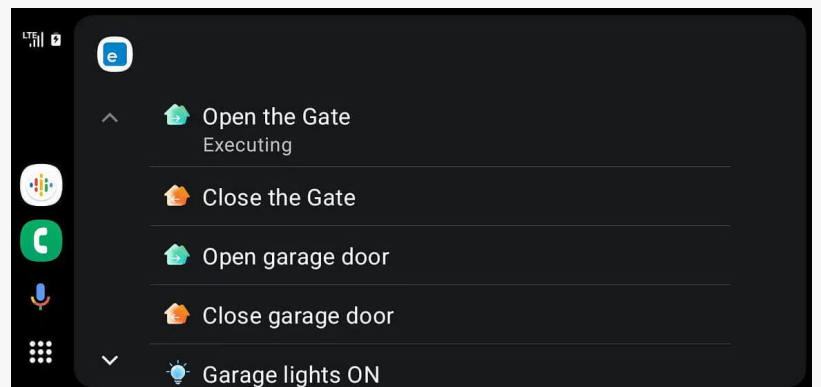 LTE
e
Open the Gate
Executing
Close the Gate
Open garage door
Close garage door
Garage lights ON